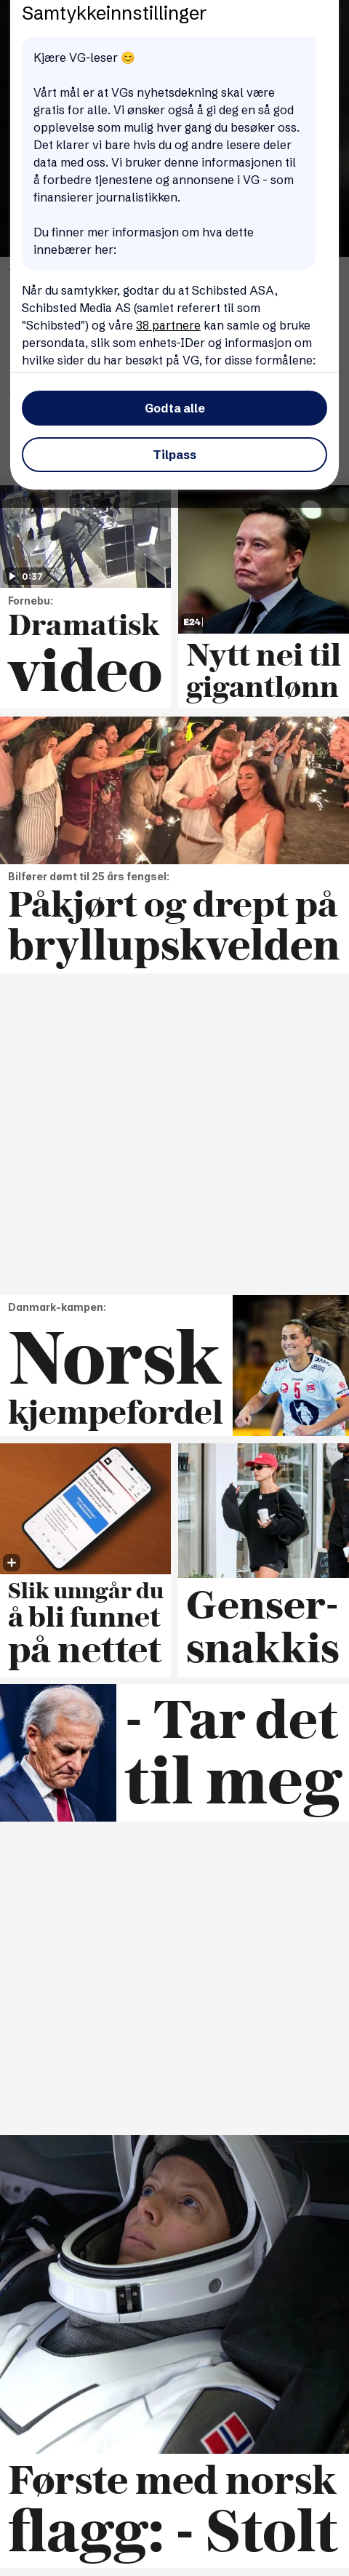 Samtykkeinnstillinger
Kjære VG-leser 😊
Vårt mål er at VGs nyhetsdekning skal være
gratis for alle. Vi ønsker også å gi deg en så god
opplevelse som mulig hver gang du besøker oss.
Det klarer vi bare hvis du og andre lesere deler
data med oss. Vi bruker denne informasjonen til
å forbedre tjenestene og annonsene i VG - som
finansierer journalistikken.
Du finner mer informasjon om hva dette
innebærer her:
Når du samtykker, godtar du at Schibsted ASA,
Schibsted Media AS (samlet referert til som
"Schibsted") og våre 38 partnere kan samle og bruke
persondata, slik som enhets-IDer og informasjon om
hvilke sider du har besøkt på VG, for disse formålene:
Godta alle
Tilpass
0:37
Fornebu:
Dramatisk
video
E24
Nytt nei til
gigantlønn
Bilfører dømt til 25 års fengsel:
Påkjørt og drept på
bryllupskvelden
Danmark-kampen:
Norsk
kjempefordel
5
Slik unngår du
å bli funnet
på nettet
Genser-
snakkis
- Tar det
til meg
Første med norsk
flagg: - Stolt